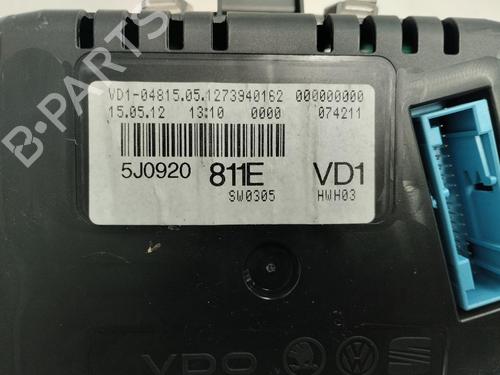 VD1-04815.05.1273940162 000000000
15.05.12 13:10 0000 074211
5J0920 811E VD1
SW0305 HWH03
VDO
B-PARTS